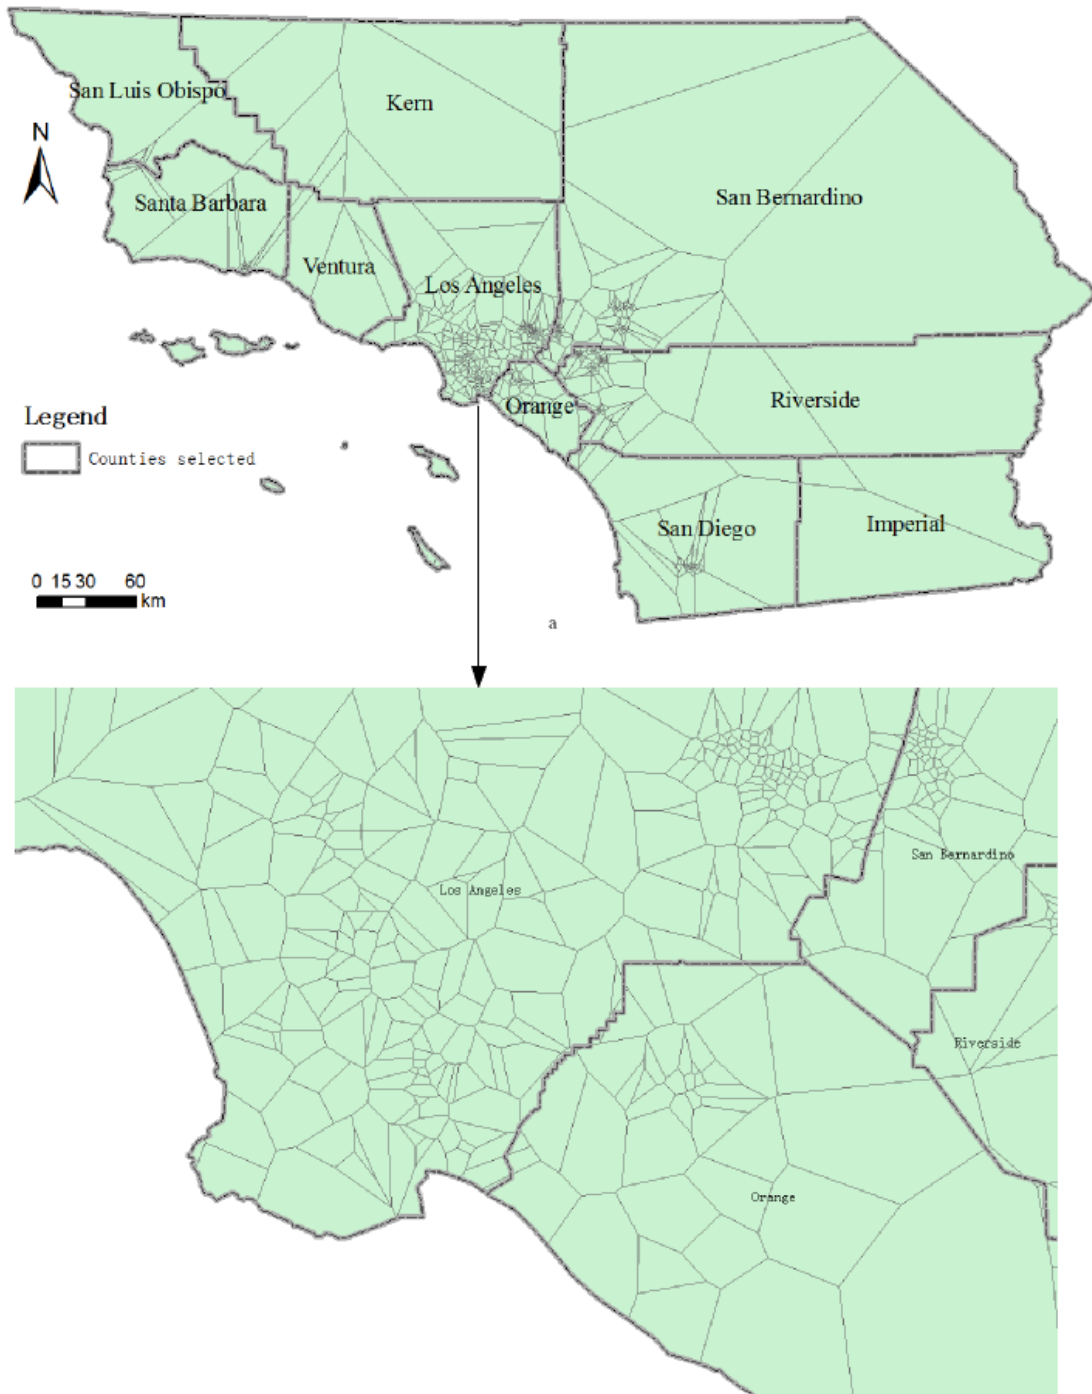 San Luis Obispo
Kern
N
Santa Barbara
San Bernardino
Ventura
Los Angeles
Legend
Orange
Riverside
Counties selected
San Diego
Imperial
0 15 30 60
km
a
San Bernardino
Los Angeles
Riverside
Orange